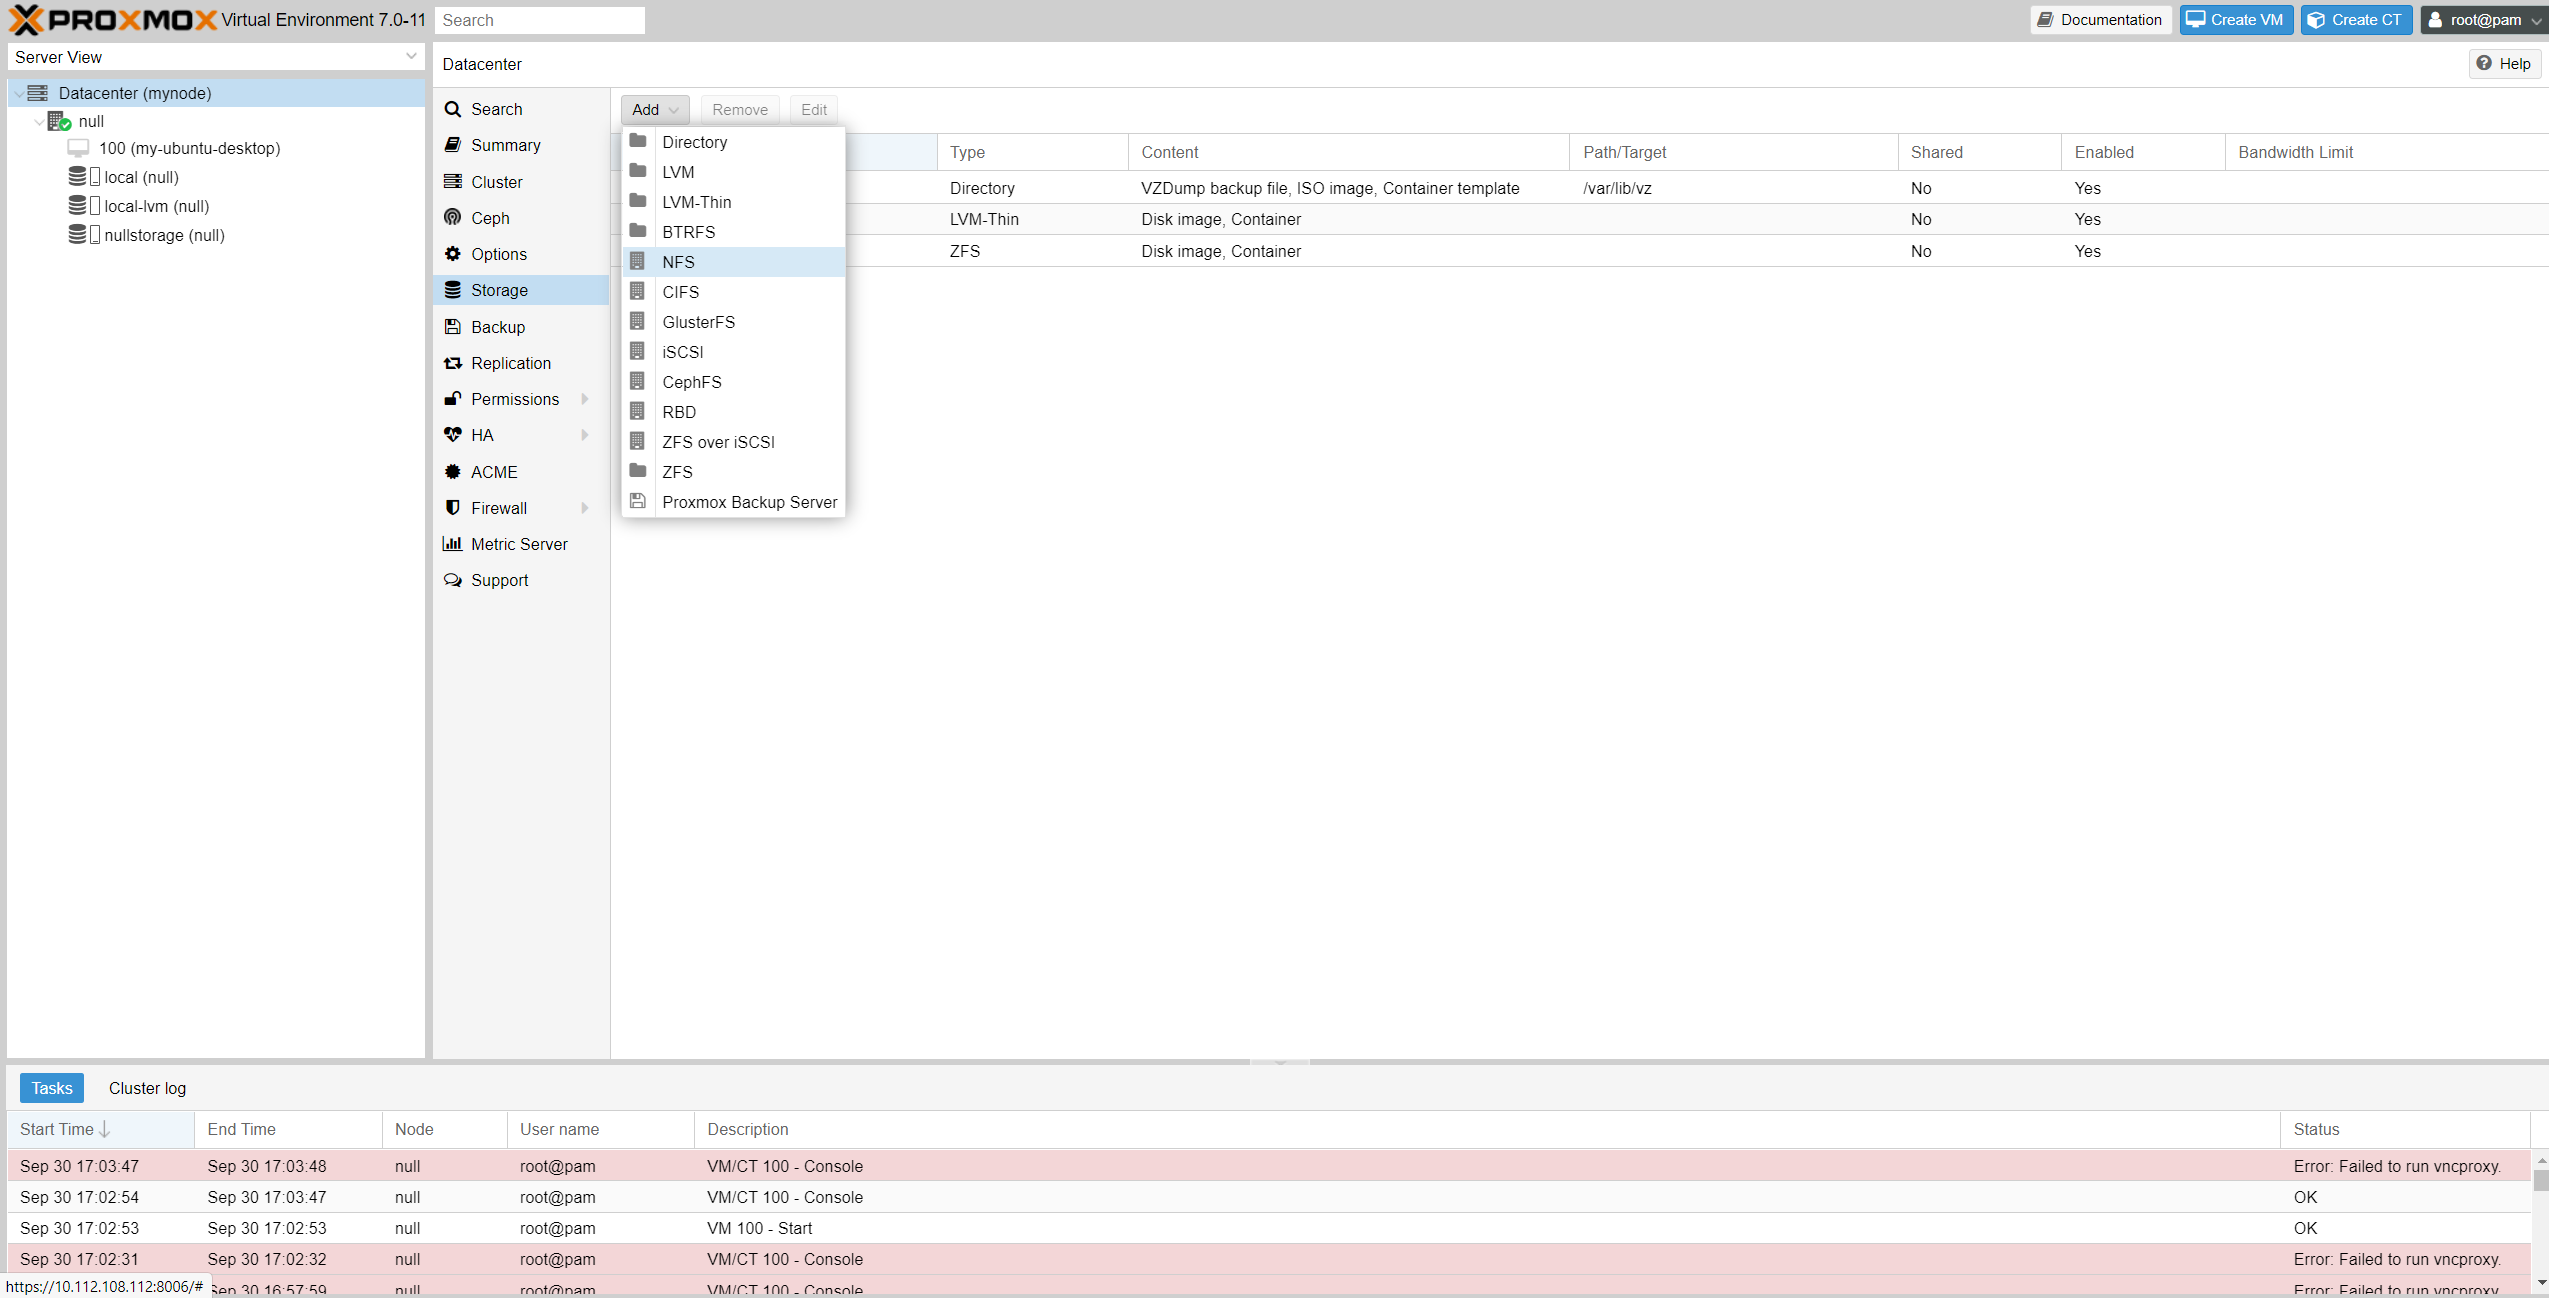 PROXMOX Virtual Environment 7.0-11 Search Documentation Create VM Create CT root@pam
Server View
Datacenter (mynode)
null
100 (my-ubuntu-desktop)
local (null)
local-lvm (null)
nullstorage (null)
Datacenter Help
Search
Summary
Cluster
Ceph
Options
Storage
Backup
Replication
Permissions
HA
ACME
Firewall
Metric Server
Support
Add Remove Edit
Directory
LVM
LVM-Thin
BTRFS
NFS
CIFS
GlusterFS
iSCSI
CephFS
RBD
ZFS over iSCSI
ZFS
Proxmox Backup Server
Type Content Path/Target Shared Enabled Bandwidth Limit
Directory VZDump backup file, ISO image, Container template /var/lib/vz No Yes
LVM-Thin Disk image, Container No Yes
ZFS Disk image, Container No Yes
Tasks Cluster log
Start Time End Time Node User name Description Status
Sep 30 17:03:47 Sep 30 17:03:48 null root@pam VM/CT 100 - Console Error: Failed to run vncproxy.
Sep 30 17:02:54 Sep 30 17:03:47 null root@pam VM/CT 100 - Console OK
Sep 30 17:02:53 Sep 30 17:02:53 null root@pam VM 100 - Start OK
Sep 30 17:02:31 Sep 30 17:02:32 null root@pam VM/CT 100 - Console Error: Failed to run vncproxy.
https://10.112.108.112:8006/# Sep 30 16:57:59 null root@pam VM/CT 100 - Console Error: Failed to run vncproxy.